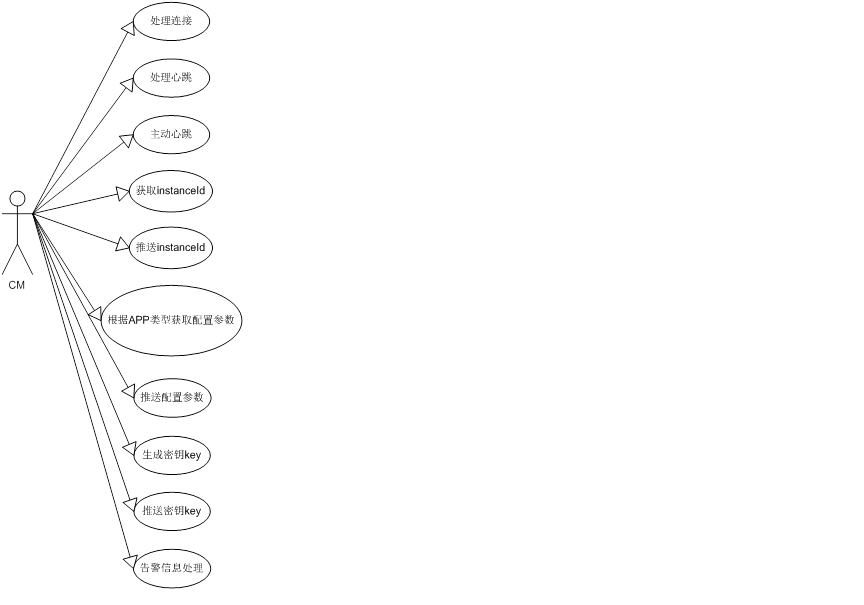 处理连接
处理心跳
主动心跳
获取instanceId
推送instanceId
CM
根据APP类型获取配置参数
推送配置参数
生成密钥key
推送密钥key
告警信息处理